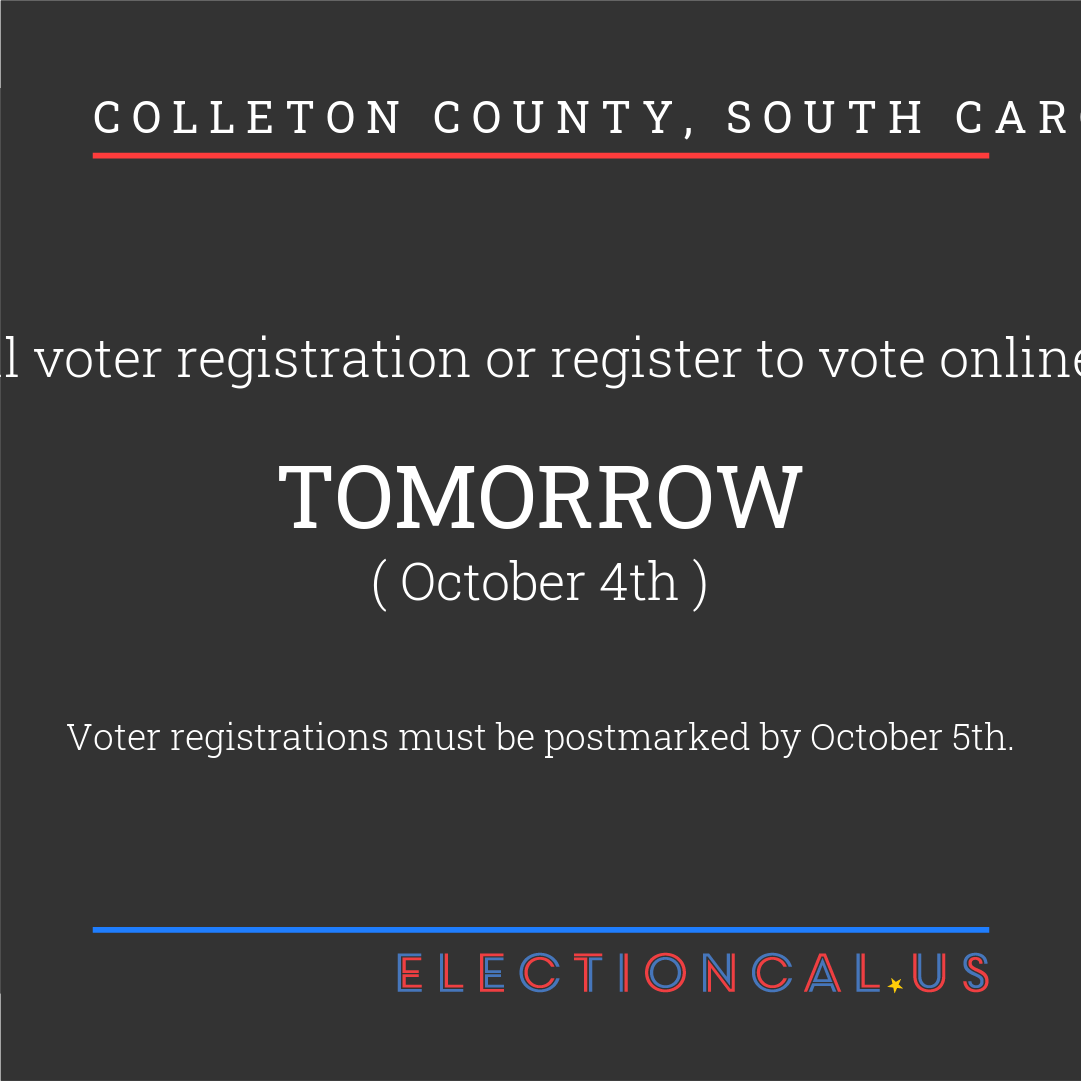 COLLETON COUNTY, SOUTH
voter registration or register to vote online
TOMORROW
( October 4th )
Voter registrations must be postmarked by October 5th.
ELECTIONCAL.US